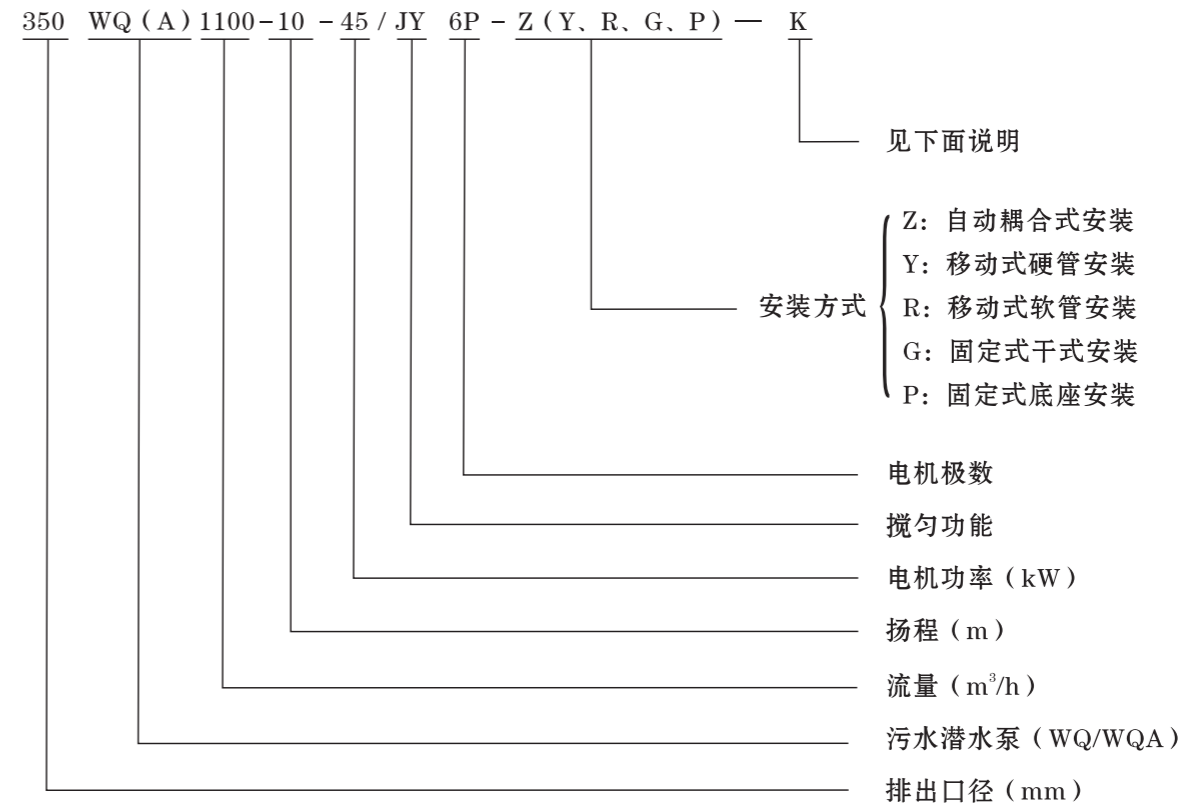 350 WQ（A）1100-10-45/JY 6P-Z（Y、R、G、P）— K
见下面说明
Z：自动耦合式安装
Y：移动式硬管安装
安装方式
R：移动式软管安装
G：固定式干式安装
P：固定式底座安装
电机极数
搅匀功能
电机功率（kW）
扬程（m）
流量（m³/h）
污水潜水泵（WQ/WQA）
排出口径（mm）